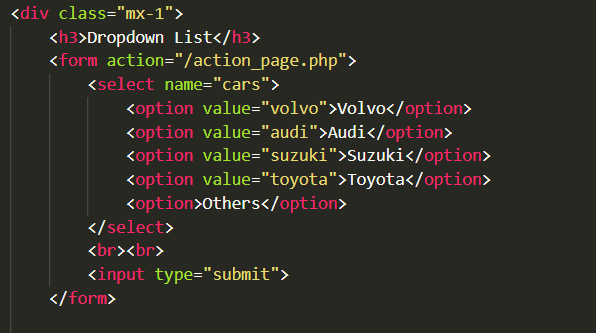 <div class="mx-1">
<h3>Dropdown List</h3>
<form action="/action_page.php">
<select name="cars">
<option value="volvo">Volvo</option>
<option value="audi">Audi</option>
<option value="suzuki">Suzuki</option>
<option value="toyota">Toyota</option>
<option>Others</option>
</select>
<br><br>
<input type="submit">
</form>